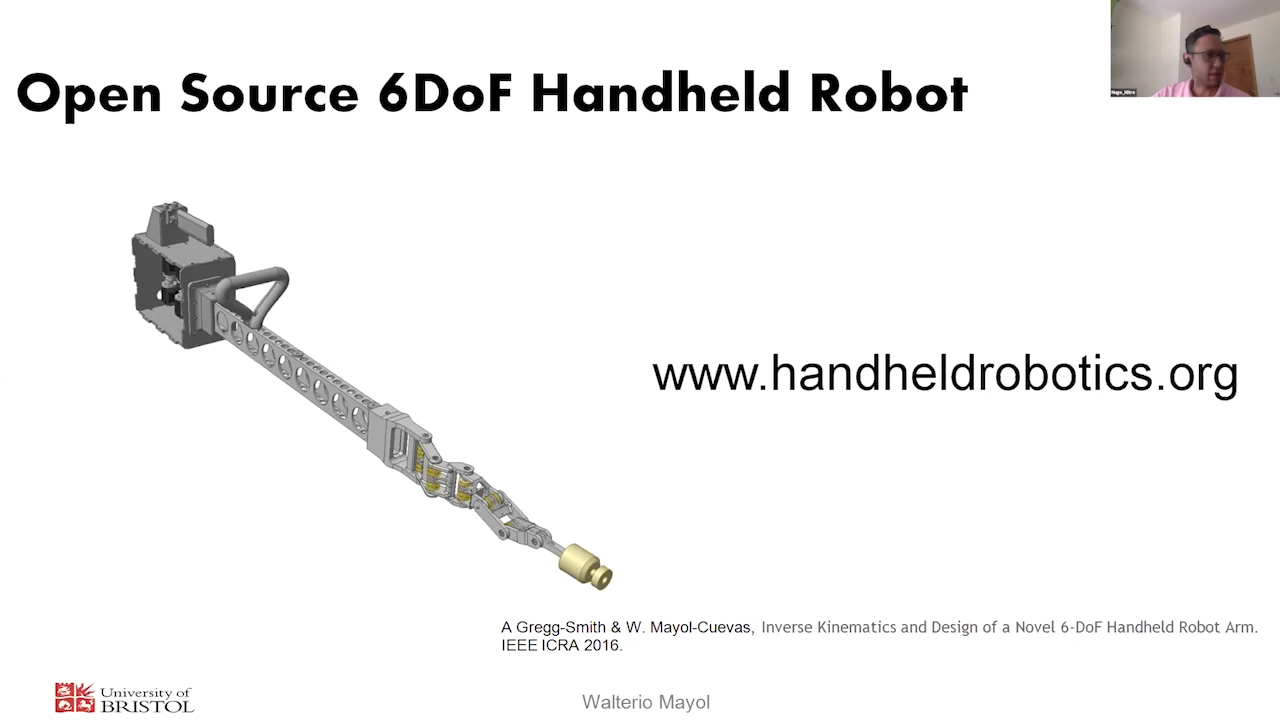 Open Source 6DoF Handheld Robot
www.handheldrobotics.org
A Gregg-Smith & W. Mayol-Cuevas, Inverse Kinematics and Design of a Novel 6-DoF Handheld Robot Arm.
IEEE ICRA 2016.
University of
BRISTOL
Walterio Mayol